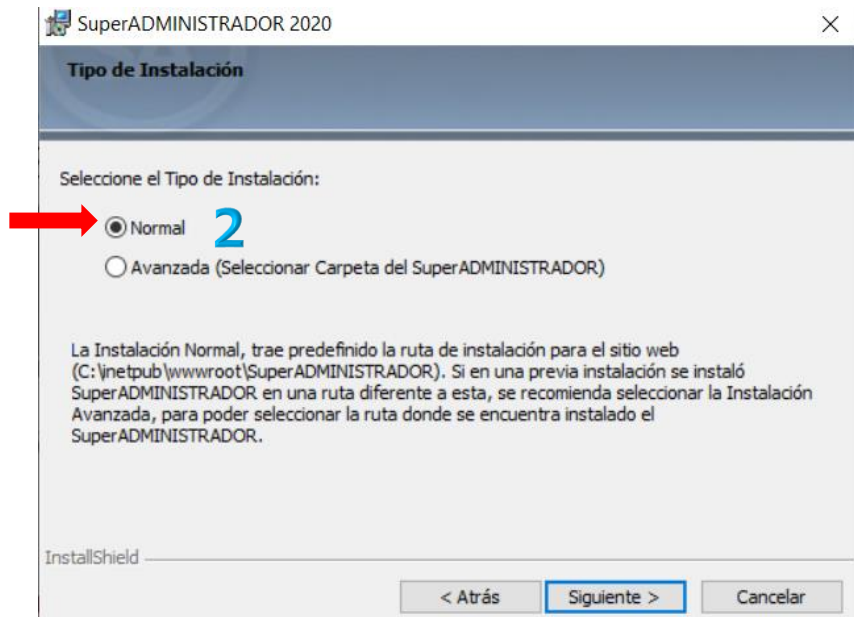 SuperADMINISTRADOR 2020
Tipo de Instalación
Seleccione el Tipo de Instalación:
Normal 2
Avanzada (Seleccionar Carpeta del SuperADMINISTRADOR)
La Instalación Normal, trae predefinido la ruta de instalación para el sitio web
(C:\inetpub\wwwroot\SuperADMINISTRADOR). Si en una previa instalación se instaló
SuperADMINISTRADOR en una ruta diferente a esta, se recomienda seleccionar la Instalación
Avanzada, para poder seleccionar la ruta donde se encuentra instalado el
SuperADMINISTRADOR.
InstallShield
< Atrás Siguiente > Cancelar